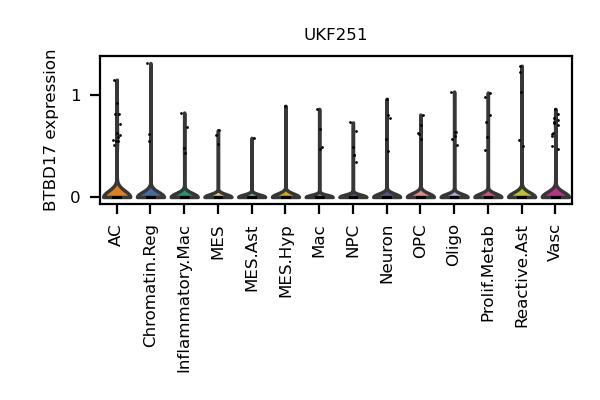 UKF251
BTBD17 expression
1
0
AC
Chromatin.Reg
Inflammatory.Mac
MES
MES.Ast
MES.Hyp
Mac
NPC
Neuron
OPC
Oligo
Prolif.Metab
Reactive.Ast
Vasc